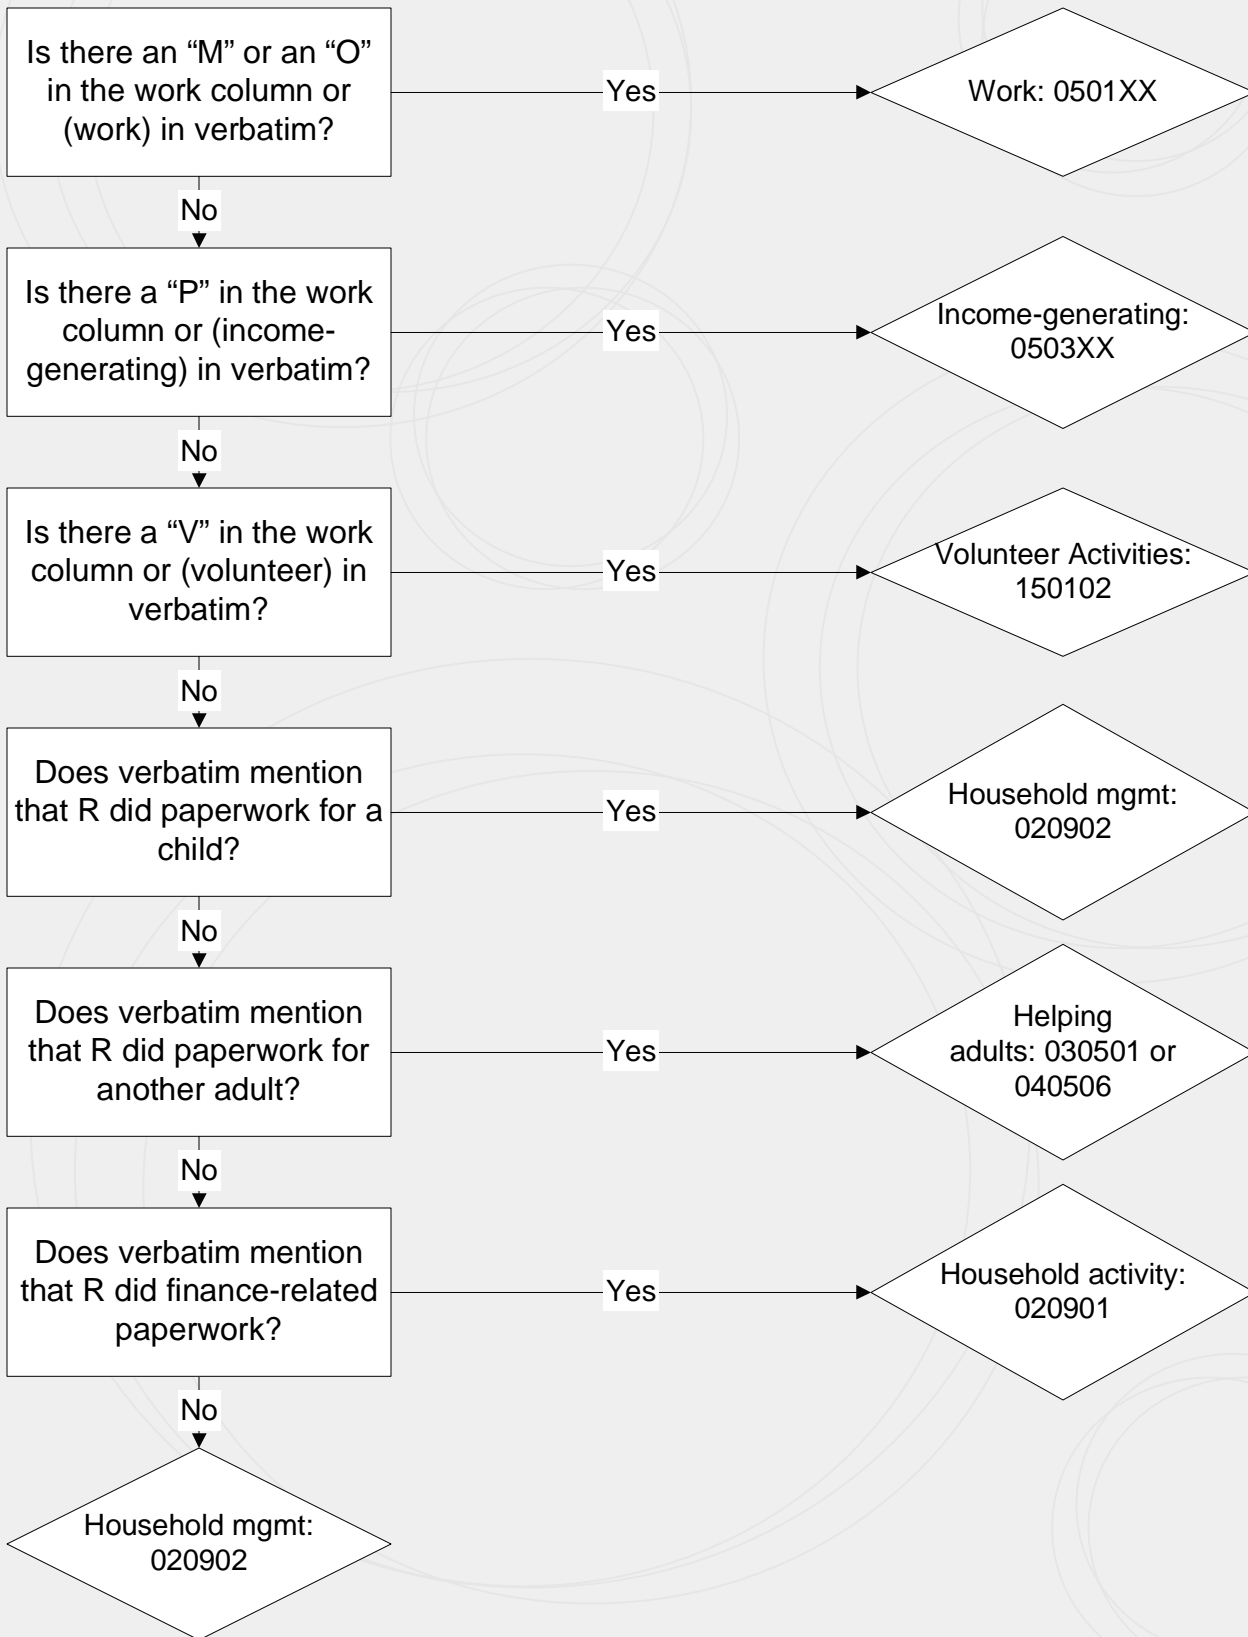 Is there an “M” or an “O”
in the work column or
(work) in verbatim?
Yes
Work: 0501XX
No
Is there a “P” in the work
column or (income-
generating) in verbatim?
Yes
Income-generating:
0503XX
No
Is there a “V” in the work
column or (volunteer) in
verbatim?
Yes
Volunteer Activities:
150102
No
Does verbatim mention
that R did paperwork for a
child?
Yes
Household mgmt:
020902
No
Does verbatim mention
that R did paperwork for
another adult?
Yes
Helping
adults: 030501 or
040506
No
Does verbatim mention
that R did finance-related
paperwork?
Yes
Household activity:
020901
No
Household mgmt:
020902